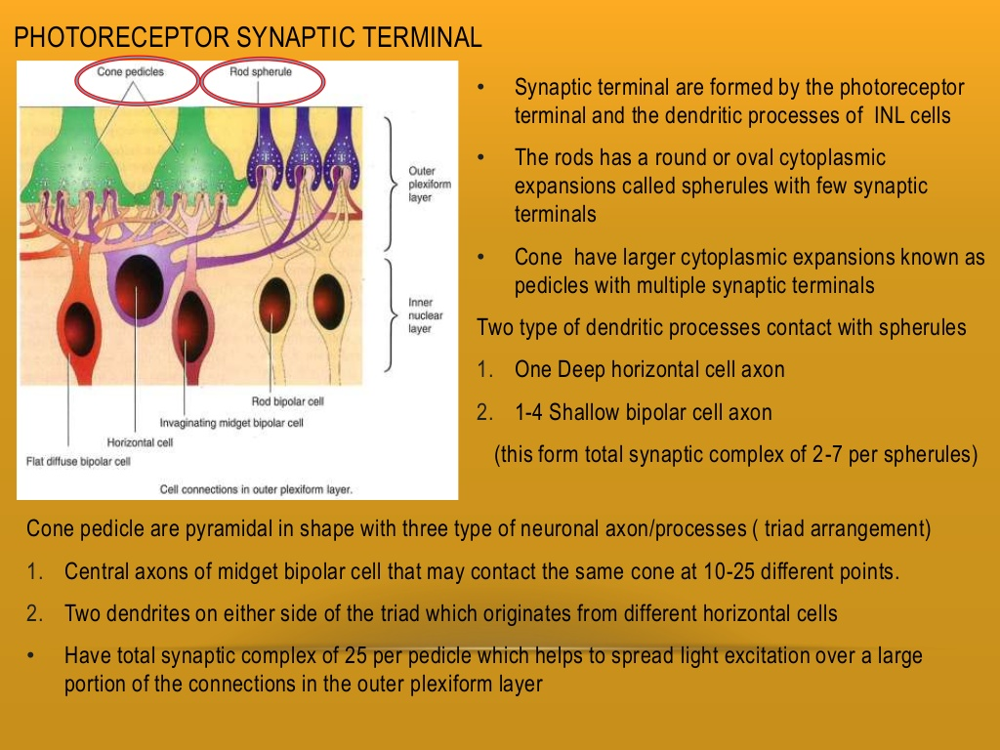 PHOTORECEPTOR SYNAPTIC TERMINAL
Cone pedicles
Rod spherule
Outer
plexiform
layer
Inner
nuclear
layer
Rod bipolar cell
Invaginating midget bipolar cell
Horizontal cell
Flat diffuse bipolar cell
Cell connections in outer plexiform layer.
• Synaptic terminal are formed by the photoreceptor
terminal and the dendritic processes of INL cells
• The rods has a round or oval cytoplasmic
expansions called spherules with few synaptic
terminals
• Cone have larger cytoplasmic expansions known as
pedicles with multiple synaptic terminals
Two type of dendritic processes contact with spherules
1. One Deep horizontal cell axon
2. 1-4 Shallow bipolar cell axon
(this form total synaptic complex of 2-7 per spherules)
Cone pedicle are pyramidal in shape with three type of neuronal axon/processes ( triad arrangement)
1. Central axons of midget bipolar cell that may contact the same cone at 10-25 different points.
2. Two dendrites on either side of the triad which originates from different horizontal cells
• Have total synaptic complex of 25 per pedicle which helps to spread light excitation over a large
portion of the connections in the outer plexiform layer